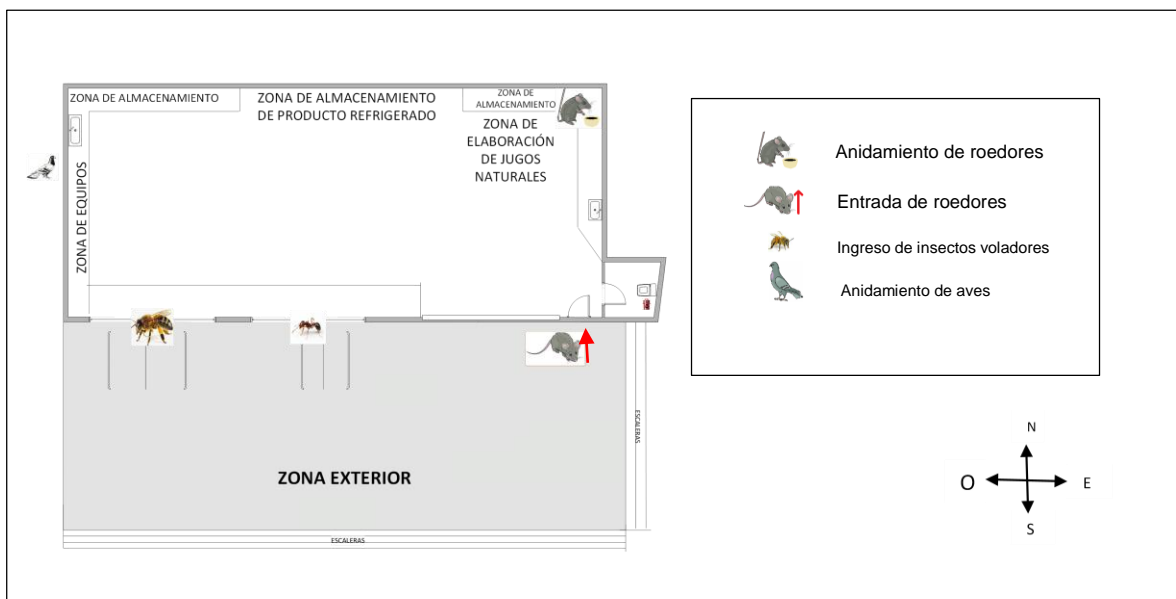 ZONA DE ALMACENAMIENTO
ZONA DE ALMACENAMIENTO
DE PRODUCTO REFRIGERADO
ZONA DE
ALMACENAMIENTO
ZONA DE
ELABORACIÓN
DE JUGOS
NATURALES
ZONA DE EQUIPOS
ZONA EXTERIOR
ESCALERAS
ESCALERAS
Anidamiento de roedores
Entrada de roedores
Ingreso de insectos voladores
Anidamiento de aves
N
O
E
S